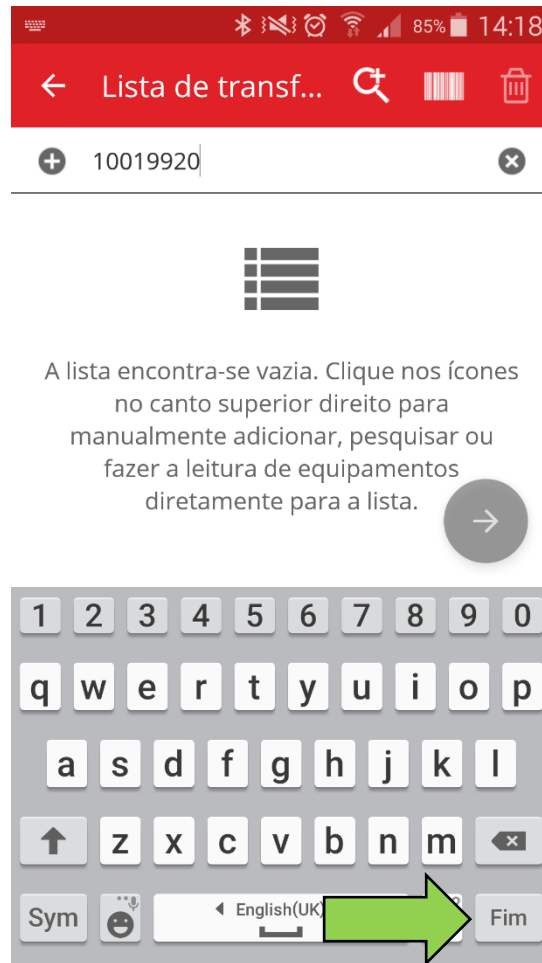 85% 14:18
Lista de transf...
10019920
A lista encontra-se vazia. Clique nos ícones
no canto superior direito para
manualmente adicionar, pesquisar ou
fazer a leitura de equipamentos
diretamente para a lista.
1 2 3 4 5 6 7 8 9 0
q w e r t y u i o p
a s d f g h j k l
z x c v b n m
Sym English(UK) Fim